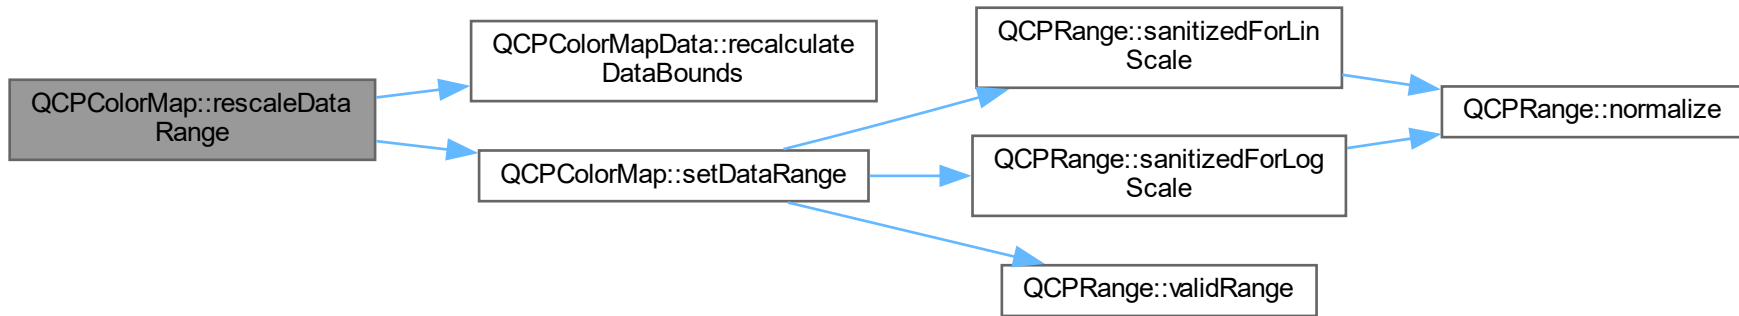 QCPColorMap::rescaleData
Range
QCPColorMapData::recalculate
DataBounds
QCPColorMap::setDataRange
QCPRange::sanitizedForLin
Scale
QCPRange::sanitizedForLog
Scale
QCPRange::validRange
QCPRange::normalize